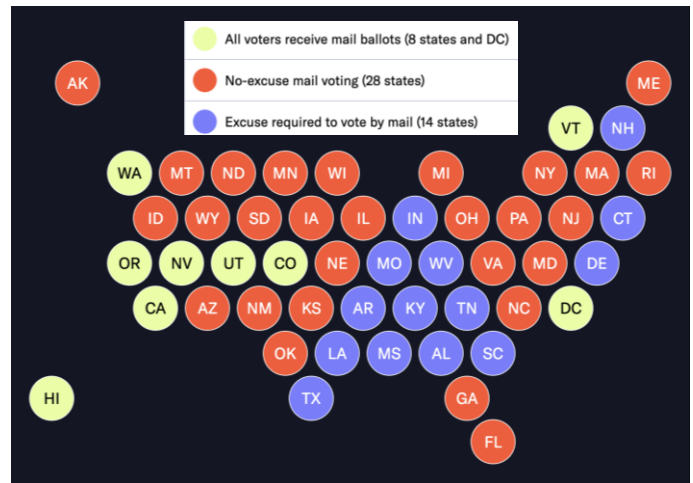 All voters receive mail ballots (8 states and DC)
No-excuse mail voting (28 states)
Excuse required to vote by mail (14 states)
AK ME
VT NH
WA MT ND MN WI MI NY MA RI
ID WY SD IA IL IN OH PA NJ CT
OR NV UT CO NE MO WV VA MD DE
CA AZ NM KS AR KY TN NC DC
OK LA MS AL SC
HI TX GA
FL